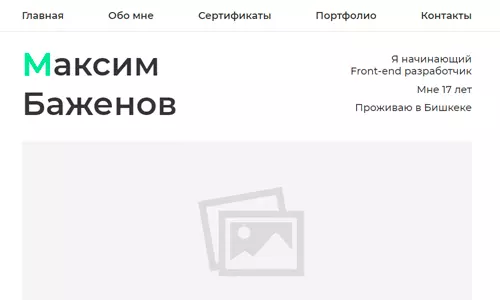 Главная Обо мне Сертификаты Портфолио Контакты
Максим
Баженов
Я начинающий
Front-end разработчик
Мне 17 лет
Проживаю в Бишкеке